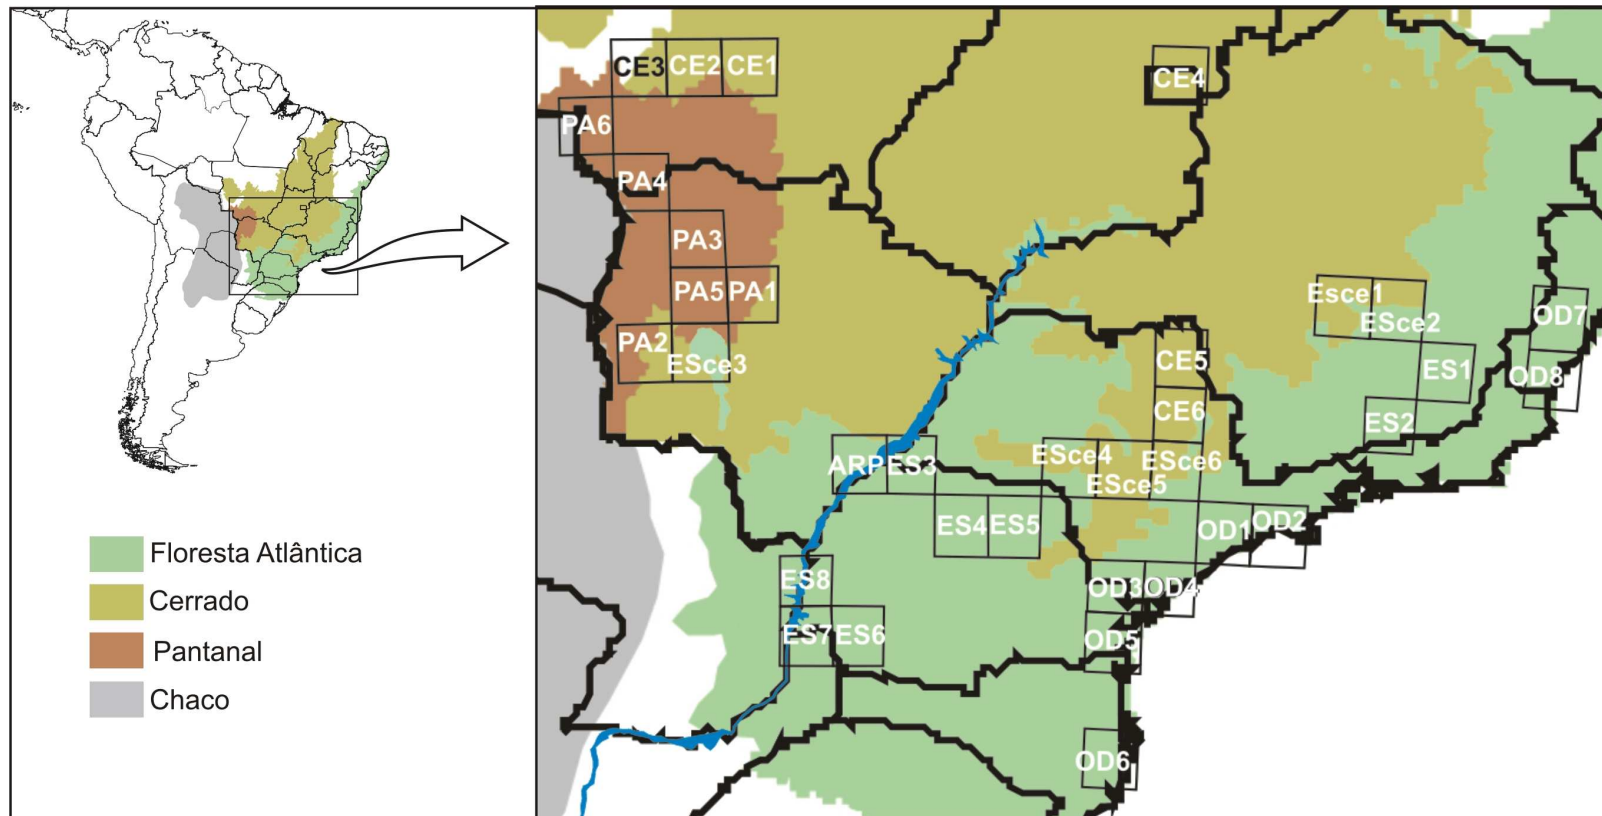 Floresta Atlântica
Cerrado
Pantanal
Chaco
CE3 CE2 CE1
CE4
PA6
PA4
PA3
PA5 PA1
PA2
ESce3
Esce1
ESce2
OD7
OD8
ES1
ES2
CE5
CE6
ARP ES3
ESce4
ESce5
ESce6
ES4 ES5
OD1 OD2
ES8
ES7 ES6
OD3 OD4
OD5
OD6